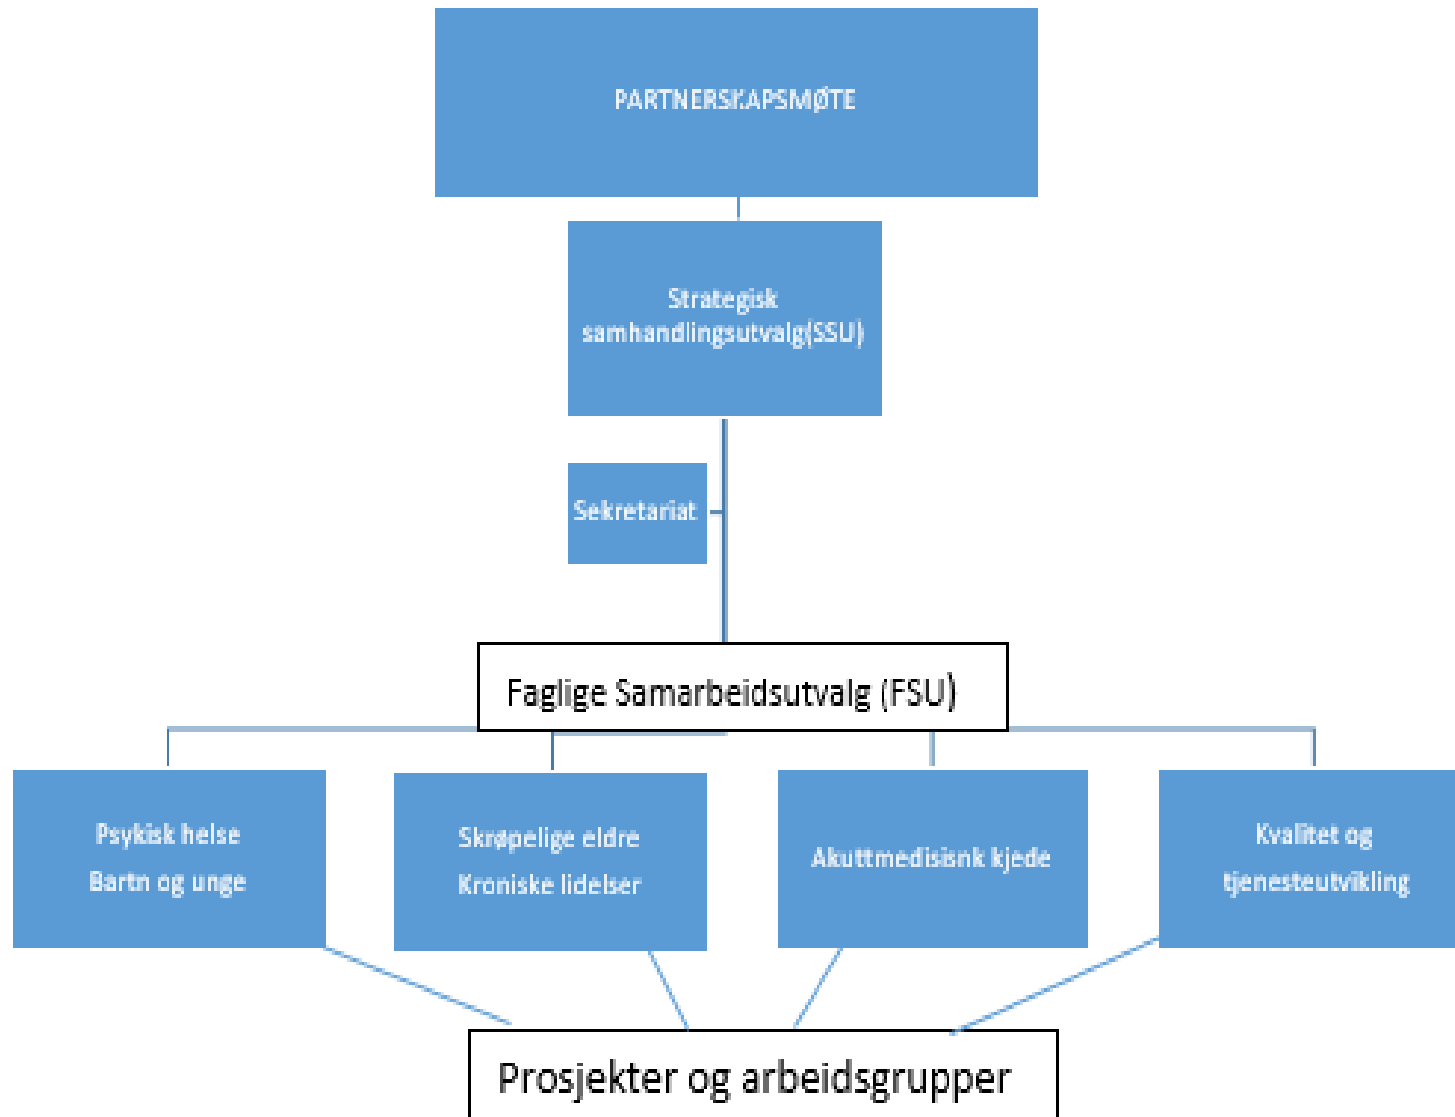 PARTNERSKAPSMØTE
Strategisk
samhandlingsutvalg(SSU)
Sekretariat
Faglige Samarbeidsutvalg (FSU)
Psykisk helse
Bartn og unge
Skrøpelige eldre
Kroniske lidelser
Akuttmedisisnk kjede
Kvalitet og
tjenesteutvikling
Prosjekter og arbeidsgrupper